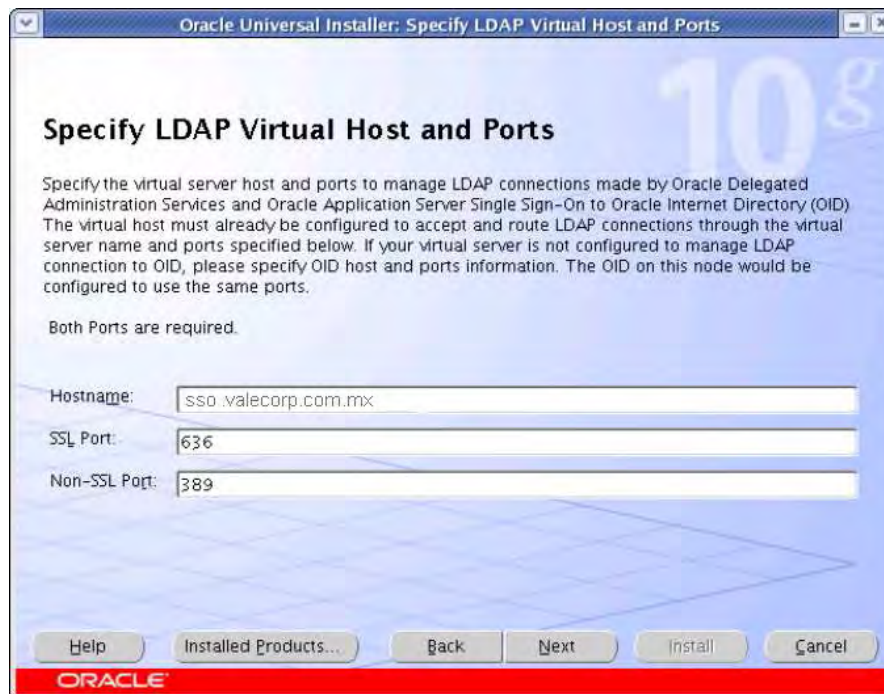 Oracle Universal Installer: Specify LDAP Virtual Host and Ports
10g
Specify LDAP Virtual Host and Ports
Specify the virtual server host and ports to manage LDAP connections made by Oracle Delegated
Administration Services and Oracle Application Server Single Sign-On to Oracle Internet Directory (OID)
The virtual host must already be configured to accept and route LDAP connections through the virtual
server name and ports specified below. If your virtual server is not configured to manage LDAP
connection to OID, please specify OID host and ports information. The OID on this node would be
configured to use the same ports.
Both Ports are required.
Hostname: sso .valecorp.com.mx
SSL Port: 636
Non-SSL Port: 389
Help Installed Products... Back Next Install Cancel
ORACLE